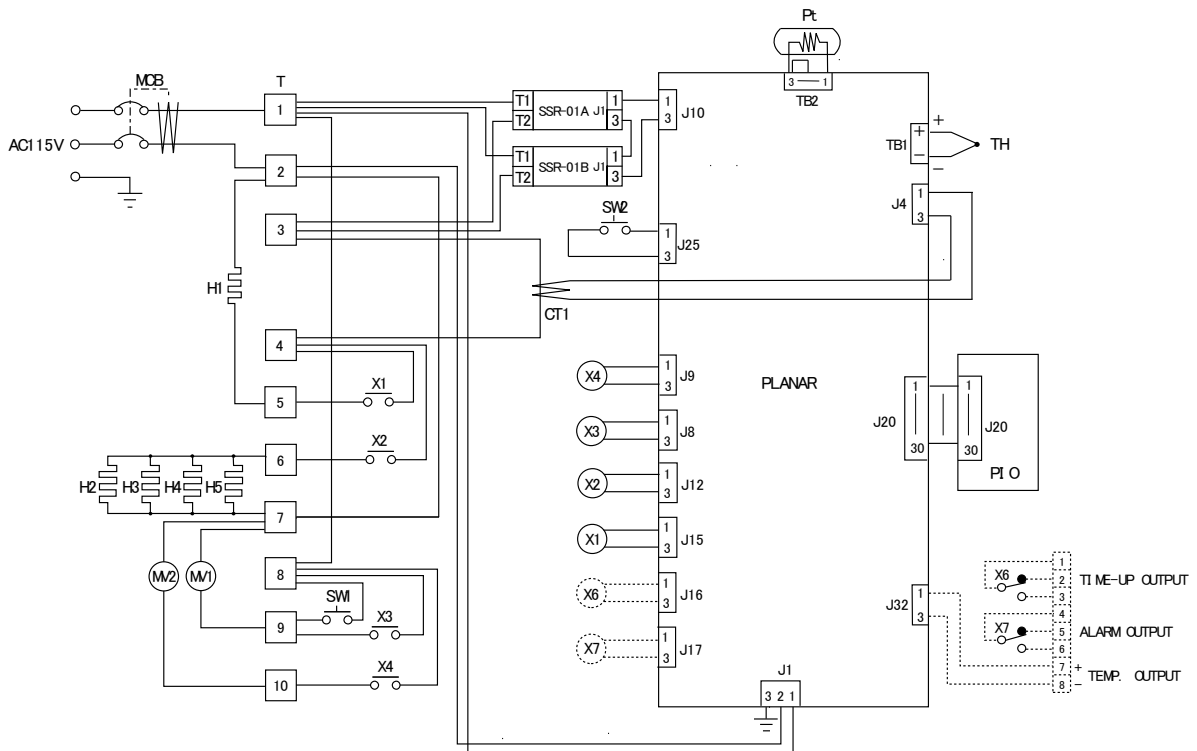 Pt
MCB
T
3 1
TB2
1
T1
SSR-01A J1
1
T2
3
1
3
J10
AC115V
2
T1
SSR-01B J1
1
T2
3
TB1
+
−
+
−
TH
J4
1
3
3
SW2
1
3
J25
H1
CT1
4
X1
5
X4
1
3
J9
PLANAR
X2
6
X3
1
3
J8
J20
1
30
1
30
J20
PIO
H2
H3
H4
H5
7
X2
1
3
J12
X1
1
3
J15
MV2
MV1
8
SW1
9
X3
X6
1
3
J16
J32
1
3
X6
1
2
3
TIME-UP OUTPUT
X7
4
5
6
ALARM OUTPUT
7
+
8
−
TEMP. OUTPUT
X7
1
3
J17
10
X4
J1
3 2 1